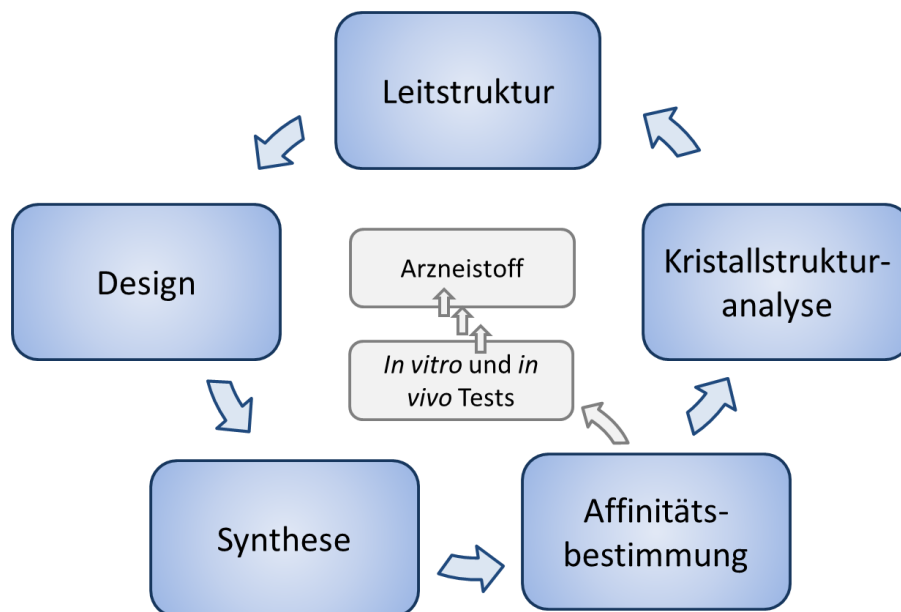 Leitstruktur
Design
Arzneistoff
Kristallstruktur-
analyse
In vitro und in
vivo Tests
Synthese
Affinitäts-
bestimmung